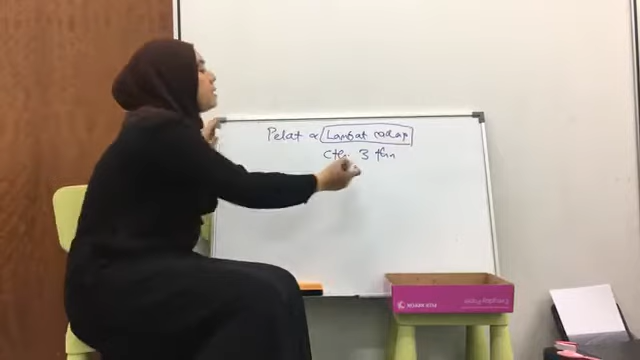 Pelat ∝ Lambat cakap
Cth: 3 thn